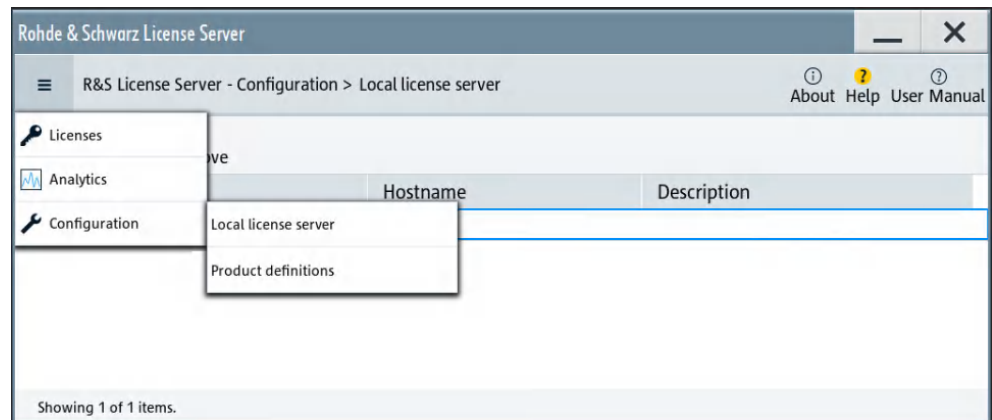 Rohde & Schwarz License Server
≡ R&S License Server - Configuration > Local license server
About Help User Manual
Licenses
Analytics
Hostname Description
Configuration
Local license server
Product definitions
Showing 1 of 1 items.